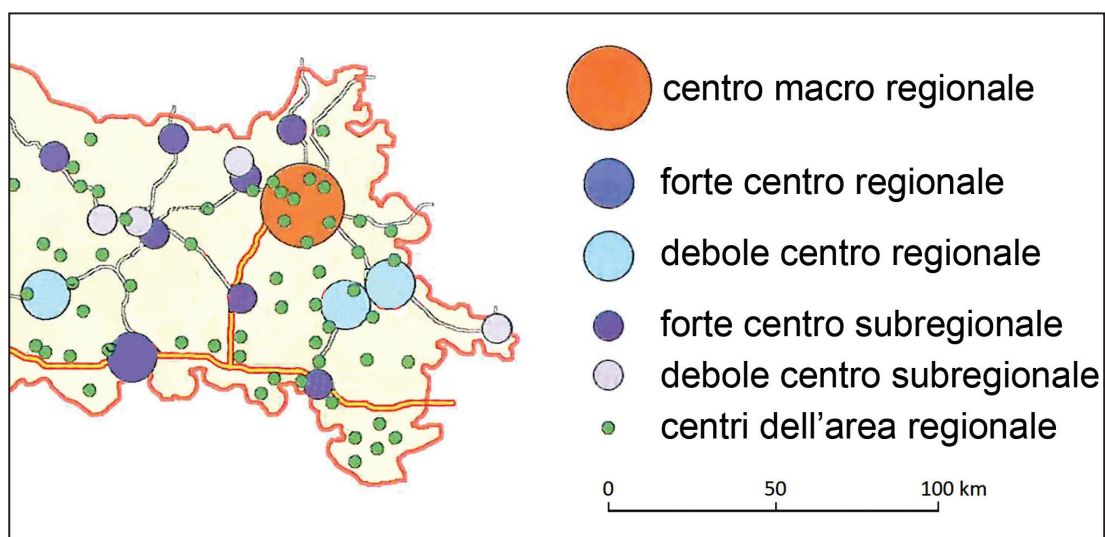 centro macro regionale
forte centro regionale
debole centro regionale
forte centro subregionale
debole centro subregionale
centri dell’area regionale
0 50 100 km